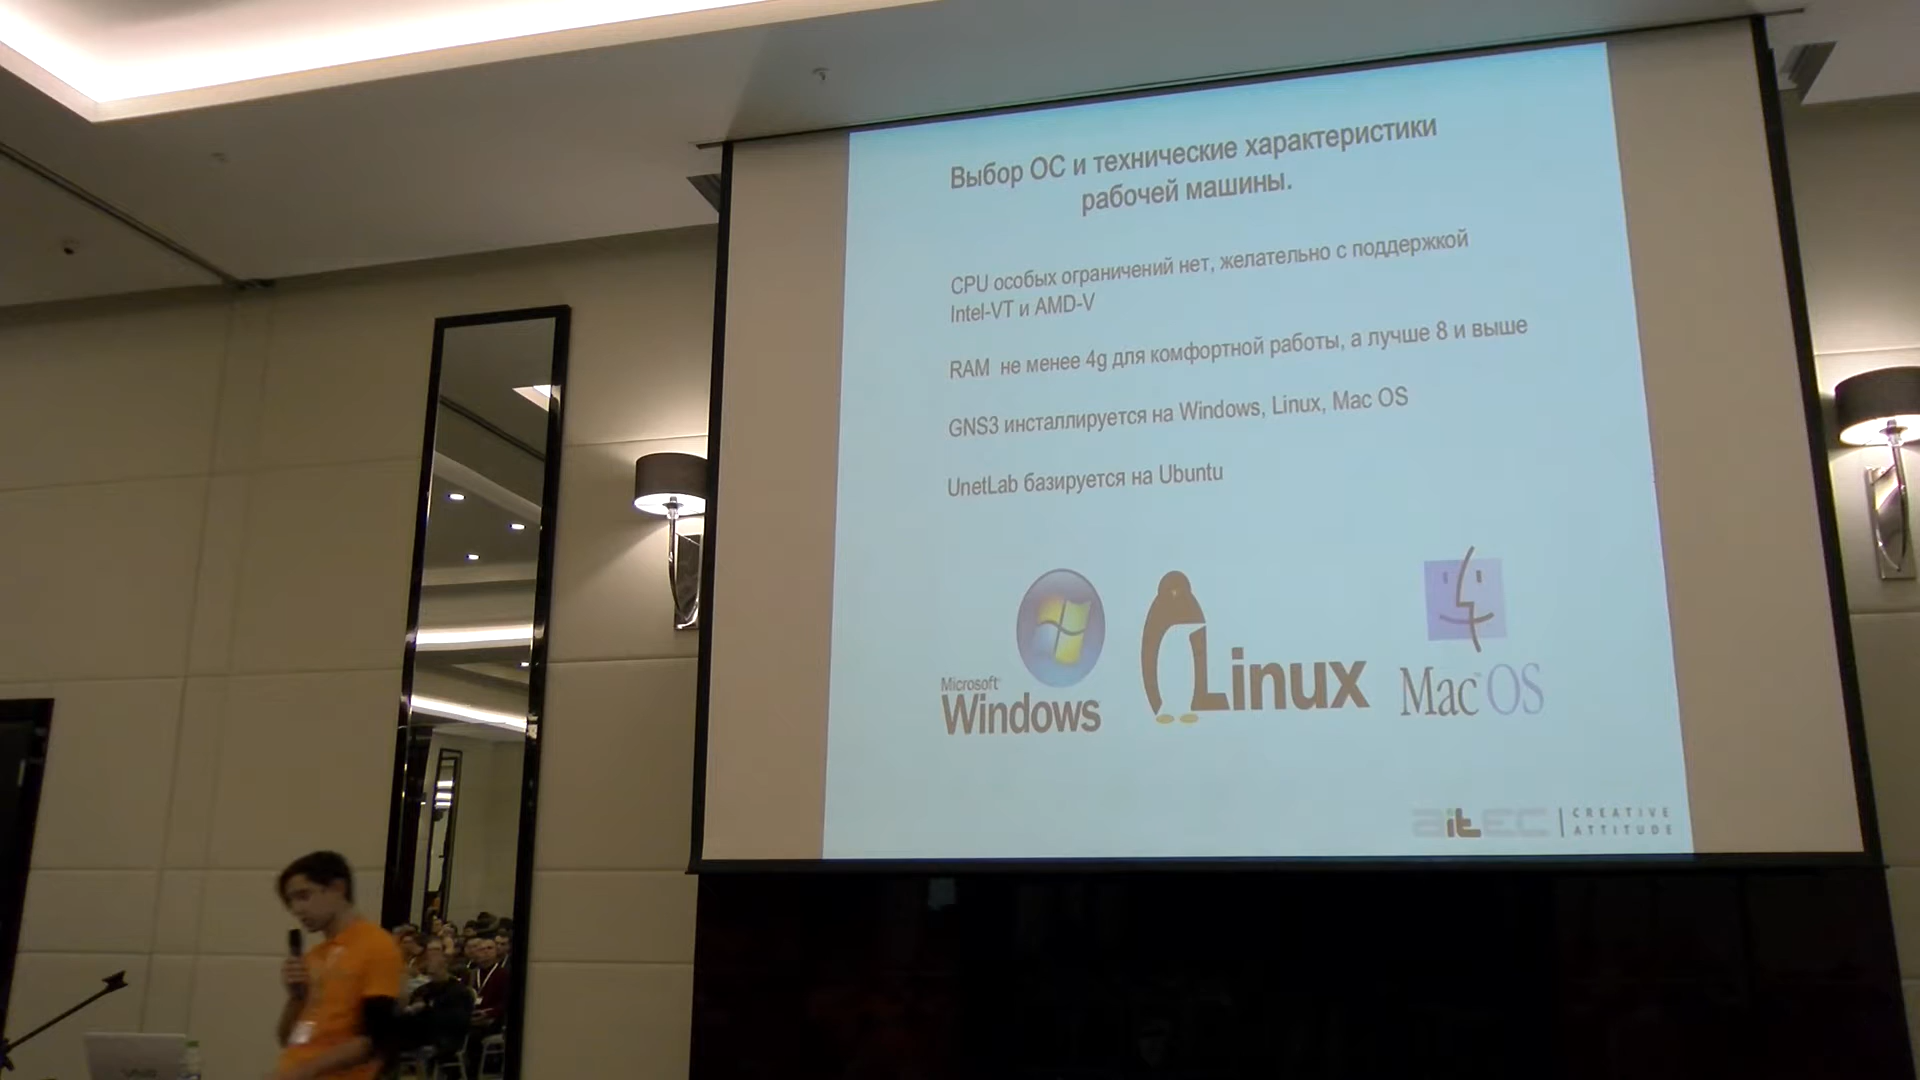 Выбор ОС и технические характеристики
рабочей машины.
CPU особых ограничений нет, желательно с поддержкой
Intel-VT и AMD-V
RAM не менее 4g для комфортной работы, а лучше 8 и выше
GNS3 инсталлируется на Windows, Linux, Mac OS
UnetLab базируется на Ubuntu
Microsoft
Windows
Linux
Mac OS
aitec
CREATIVE
ATTITUDE
VAIO